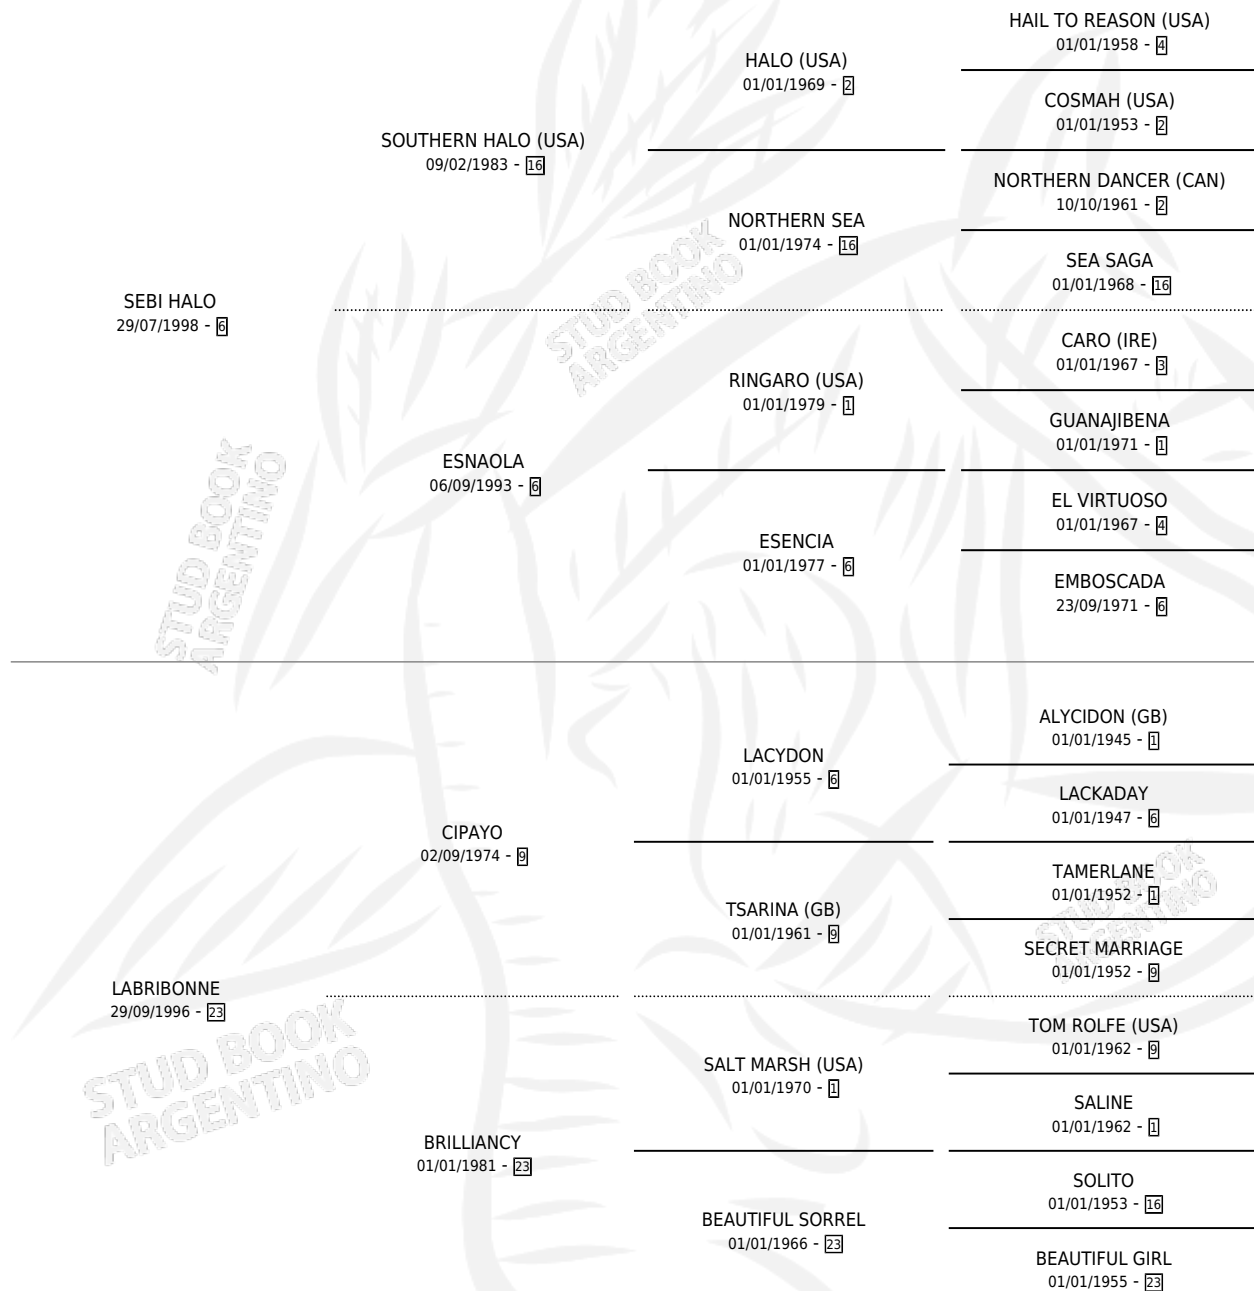 HAIL TO REASON (USA)
01/01/1958 - 4
HALO (USA)
01/01/1969 - 2
COSMAH (USA)
01/01/1953 - 2
SOUTHERN HALO (USA)
09/02/1983 - 16
NORTHERN DANCER (CAN)
10/10/1961 - 2
NORTHERN SEA
01/01/1974 - 16
SEA SAGA
01/01/1968 - 16
SEBI HALO
29/07/1998 - 6
CARO (IRE)
01/01/1967 - 3
RINGARO (USA)
01/01/1979 - 1
GUANAJIBENA
01/01/1971 - 1
ESNAOLA
06/09/1993 - 6
EL VIRTUOSO
01/01/1967 - 4
ESENCIA
01/01/1977 - 6
EMBOSCADA
23/09/1971 - 6
STUD BOOK
ARGENTINO
STUD BOOK
ARGENTINO
ALYCIDON (GB)
01/01/1945 - 1
LACYDON
01/01/1955 - 6
LACKADAY
01/01/1947 - 6
CIPAYO
02/09/1974 - 9
TAMERLANE
01/01/1952 - 1
TSARINA (GB)
01/01/1961 - 9
SECRET MARRIAGE
01/01/1952 - 9
STUD BOOK
ARGENTINO
LABRIBONNE
29/09/1996 - 23
TOM ROLFE (USA)
01/01/1962 - 9
SALT MARSH (USA)
01/01/1970 - 1
SALINE
01/01/1962 - 1
BRILLIANCY
01/01/1981 - 23
SOLITO
01/01/1953 - 16
BEAUTIFUL SORREL
01/01/1966 - 23
BEAUTIFUL GIRL
01/01/1955 - 23
STUD BOOK
ARGENTINO